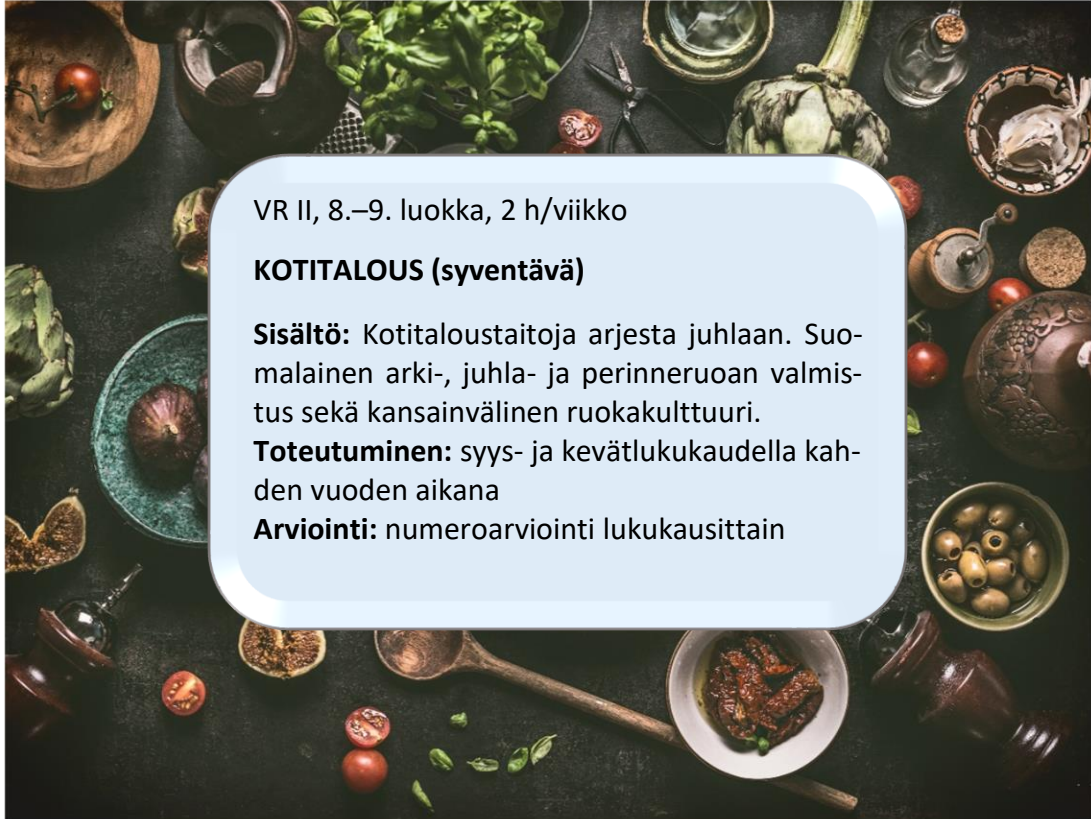 VR II, 8.–9. luokka, 2 h/viikko
KOTITALOUS (syventävä)
Sisältö: Kotitaloustaitoja arjesta juhlaan. Suo-
malainen arki-, juhla- ja perinneruoan valmis-
tus sekä kansainvälinen ruokakulttuuri.
Toteutuminen: syys- ja kevätlukukaudella kah-
den vuoden aikana
Arviointi: numeroarviointi lukukausittain